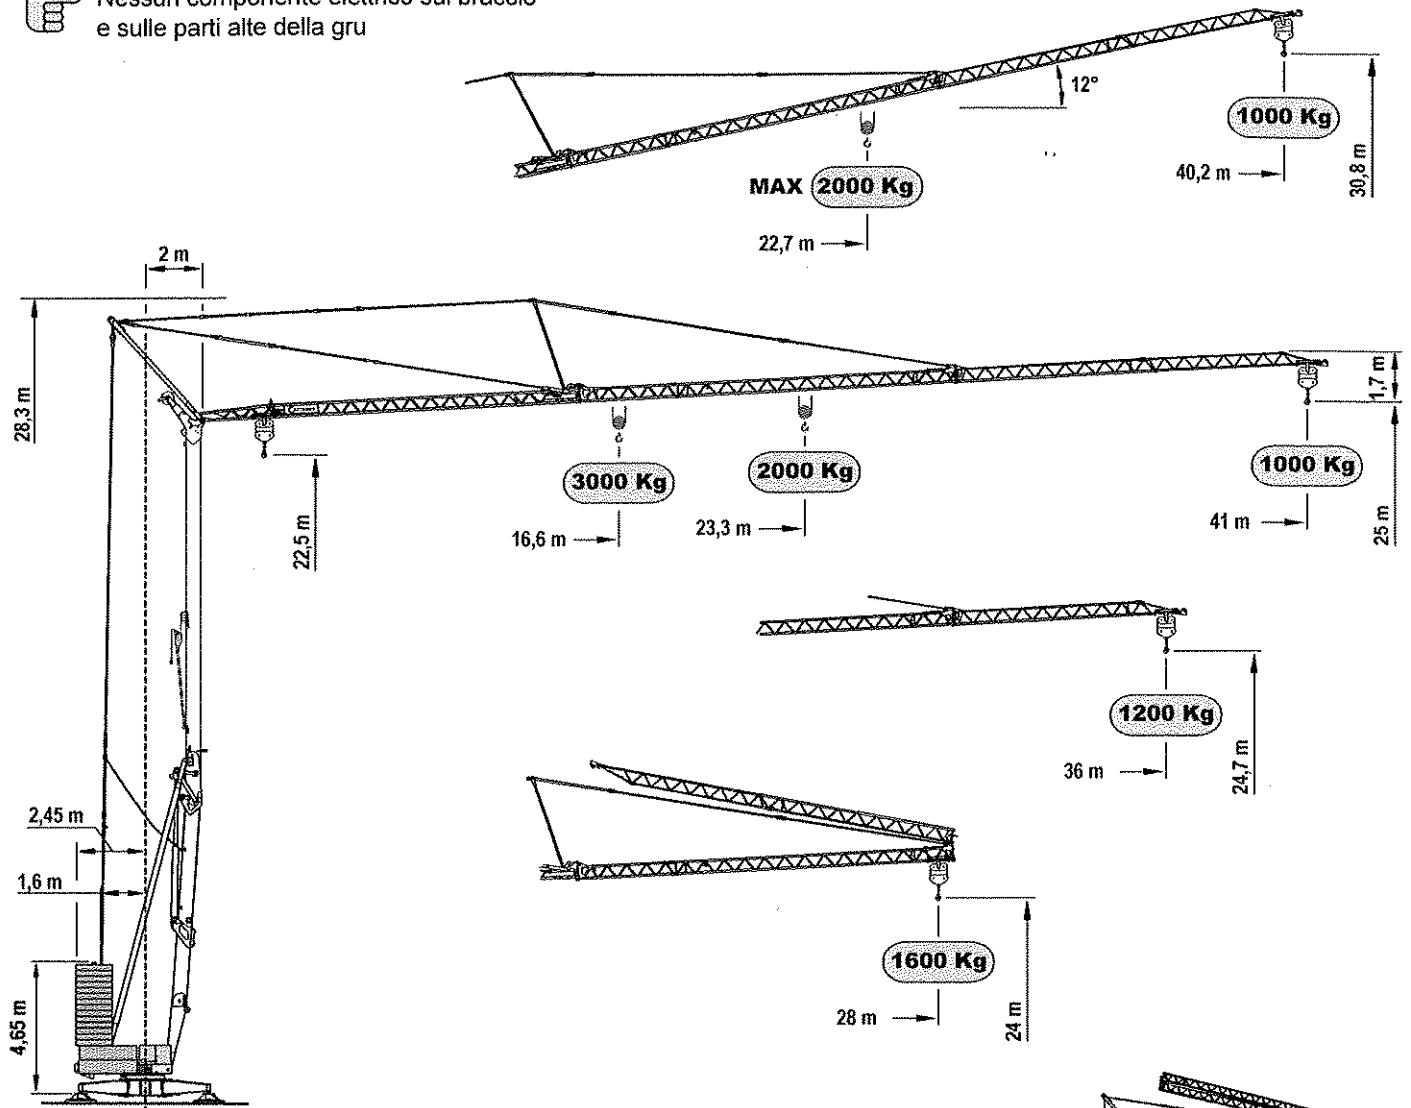 Nessun componente elettrico sul braccio
e sulle parti alte della gru
12°
1000 Kg
40,2 m
30,8 m
MAX 2000 Kg
22,7 m
2 m
28,3 m
1,7 m
3000 Kg
2000 Kg
1000 Kg
22,5 m
16,6 m
23,3 m
41 m
25 m
1200 Kg
36 m
24,7 m
2,45 m
1,6 m
1600 Kg
28 m
24 m
4,65 m